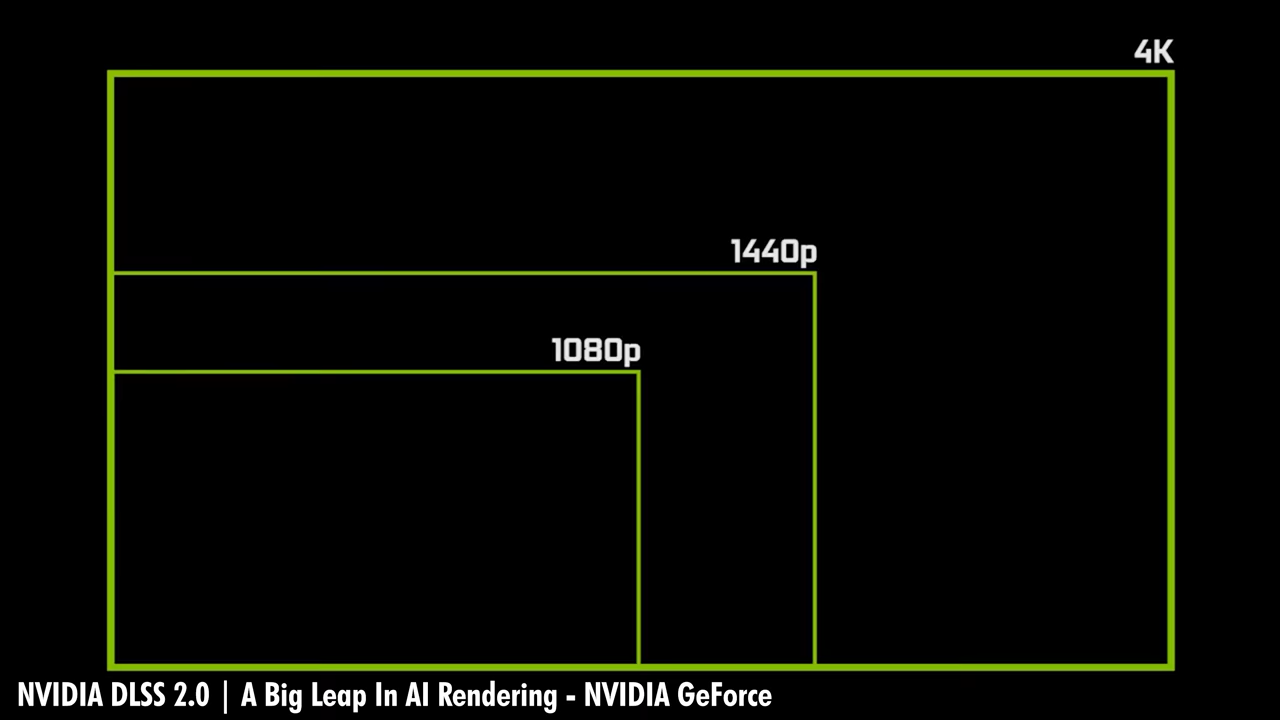 4K
1440p
1080p
NVIDIA DLSS 2.0 | A Big Leap In AI Rendering - NVIDIA GeForce